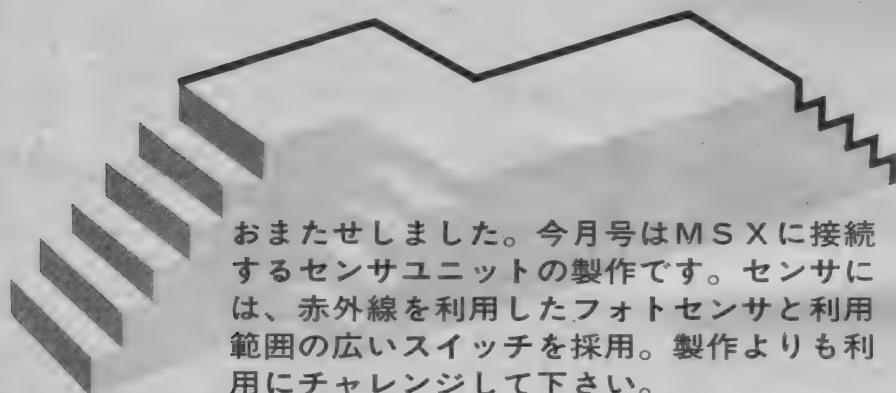 おまたせしました。今月号はＭＳＸに接続
するセンサユニットの製作です。センサに
は、赤外線を利用したフォトセンサと利用
範囲の広いスイッチを採用。製作よりも利
用にチャレンジして下さい。